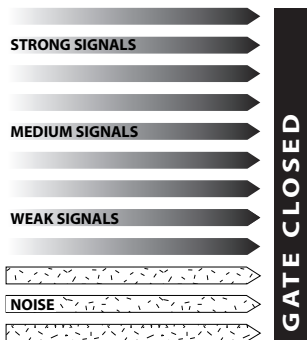 STRONG SIGNALS
MEDIUM SIGNALS
WEAK SIGNALS
NOISE
GATE CLOSED